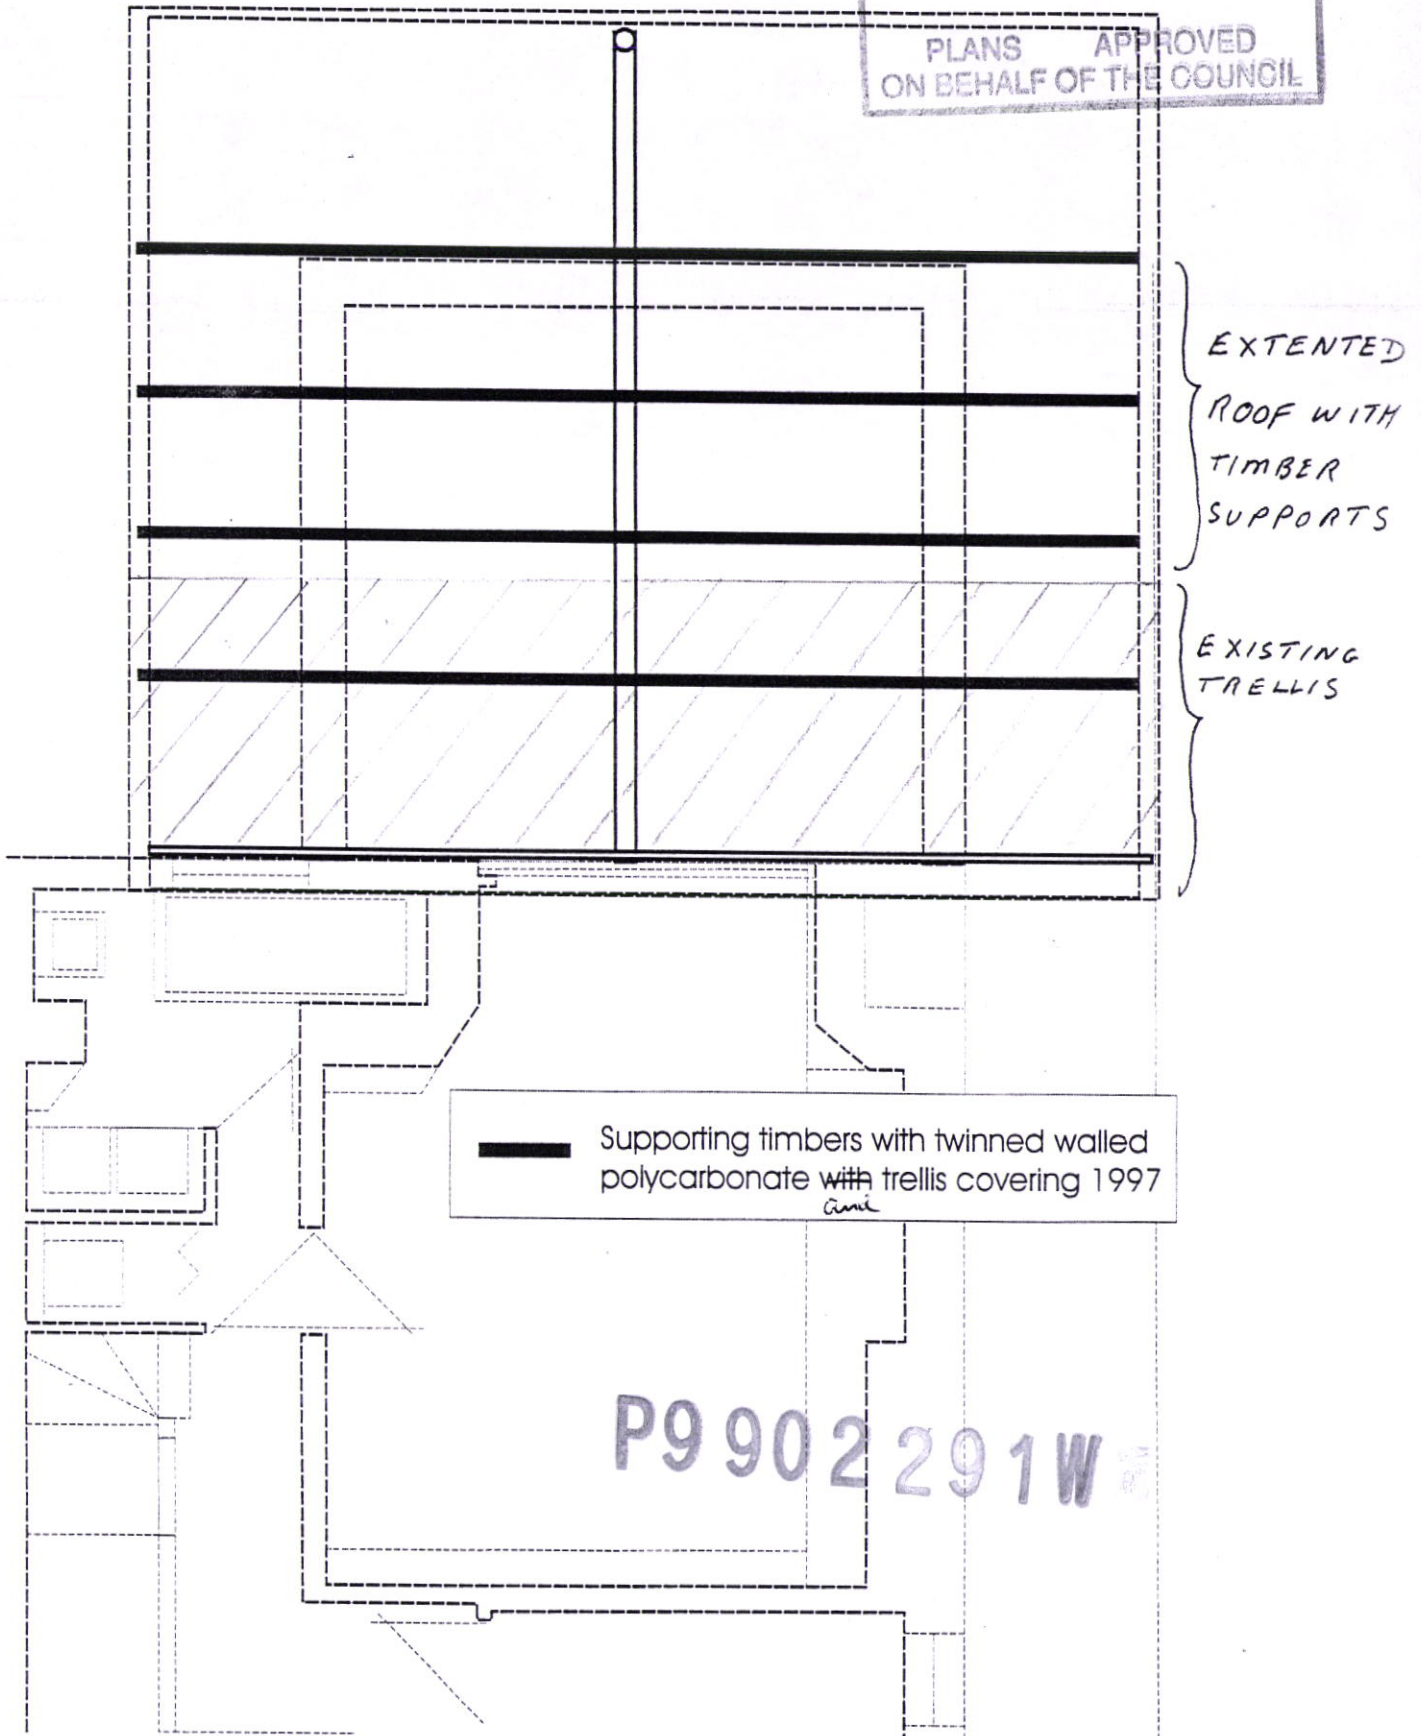 PLANS APPROVED
ON BEHALF OF THE COUNCIL
EXTENTED
ROOF WITH
TIMBER
SUPPORTS
EXISTING
TRELLIS
Supporting timbers with twinned walled
polycarbonate with trellis covering 1997
and
P9902291W